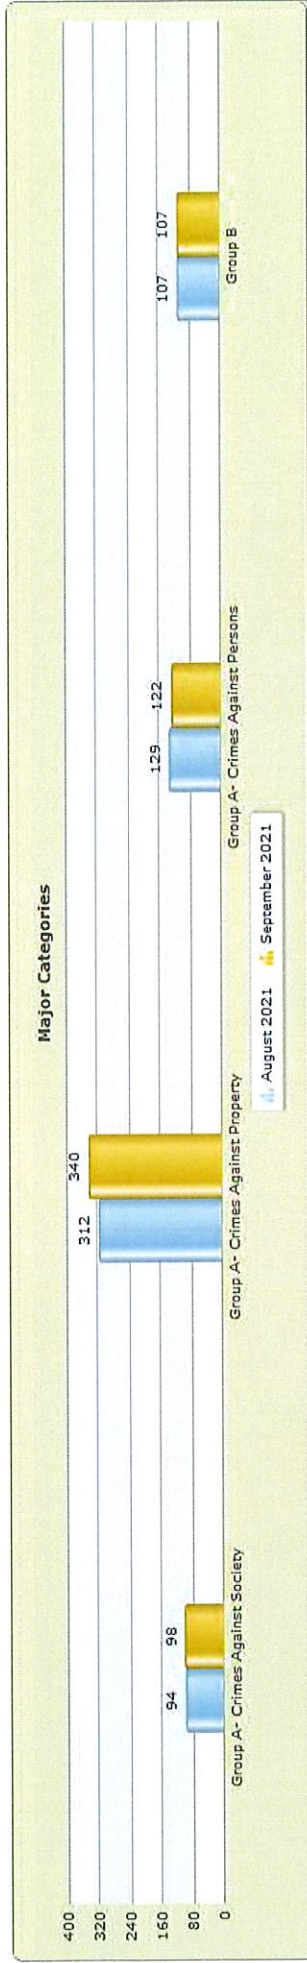 Major Categories
400
320
240
160
80
0
94
98
312
340
129
122
107
107
Group A- Crimes Against Society
Group A- Crimes Against Property
Group A- Crimes Against Persons
Group B
August 2021
September 2021